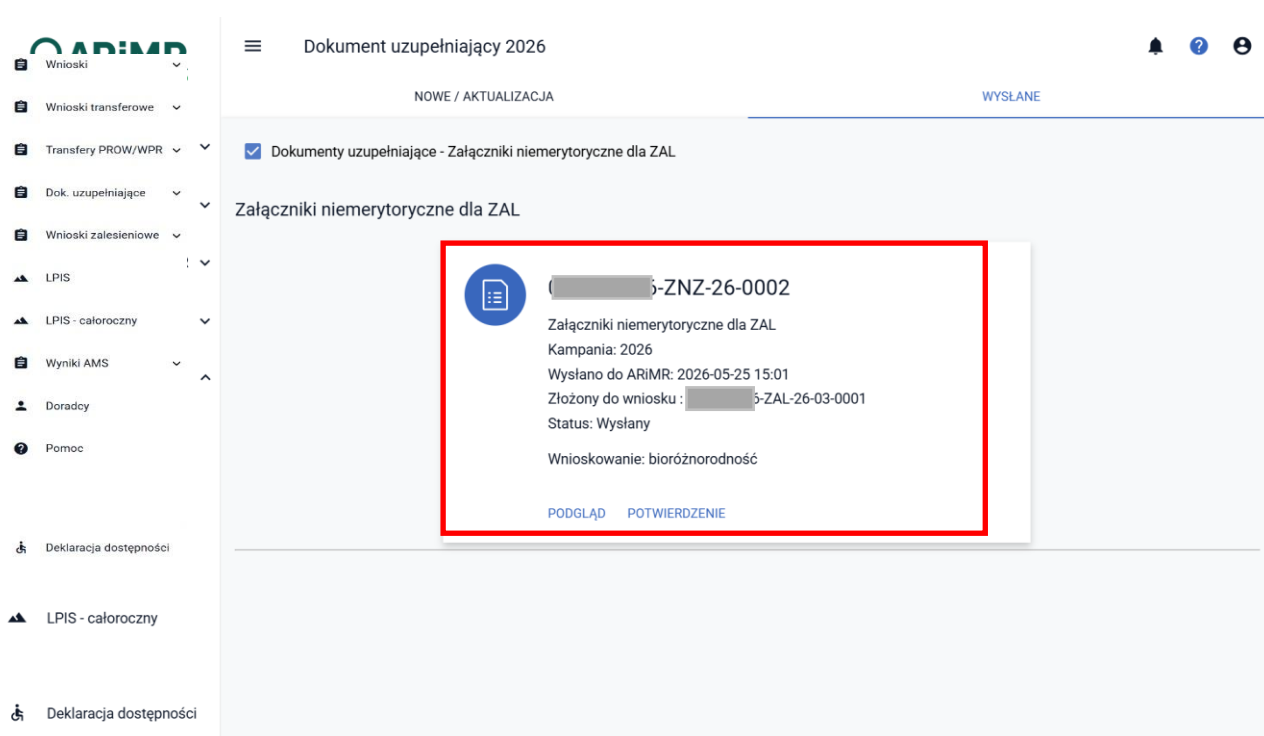 Dokument uzupełniający 2026
NOWE / AKTUALIZACJA
WYSŁANE
Wnioski
Wnioski transferowe
Transfery PROW/WPR
Dok. uzupełniające
Wnioski zalesieniowe
LPIS
LPIS - całoroczny
Wyniki AMS
Doradcy
Pomoc
Deklaracja dostępności
LPIS - całoroczny
Deklaracja dostępności
Dokumenty uzupełniające - Załączniki niemerytoryczne dla ZAL
Załączniki niemerytoryczne dla ZAL
-ZNZ-26-0002
Załączniki niemerytoryczne dla ZAL
Kampania: 2026
Wysłano do ARiMR: 2026-05-25 15:01
Złożony do wniosku : -ZAL-26-03-0001
Status: Wysłany
Wnioskowanie: bioróżnorodność
PODGLĄD POTWIERDZENIE